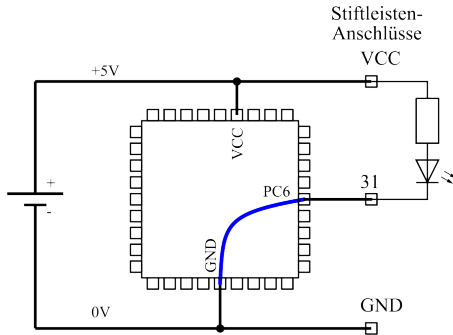 Stiftleisten-
Anschlüsse
VCC
+5V
VCC
+
-
PC6
31
GND
0V
GND